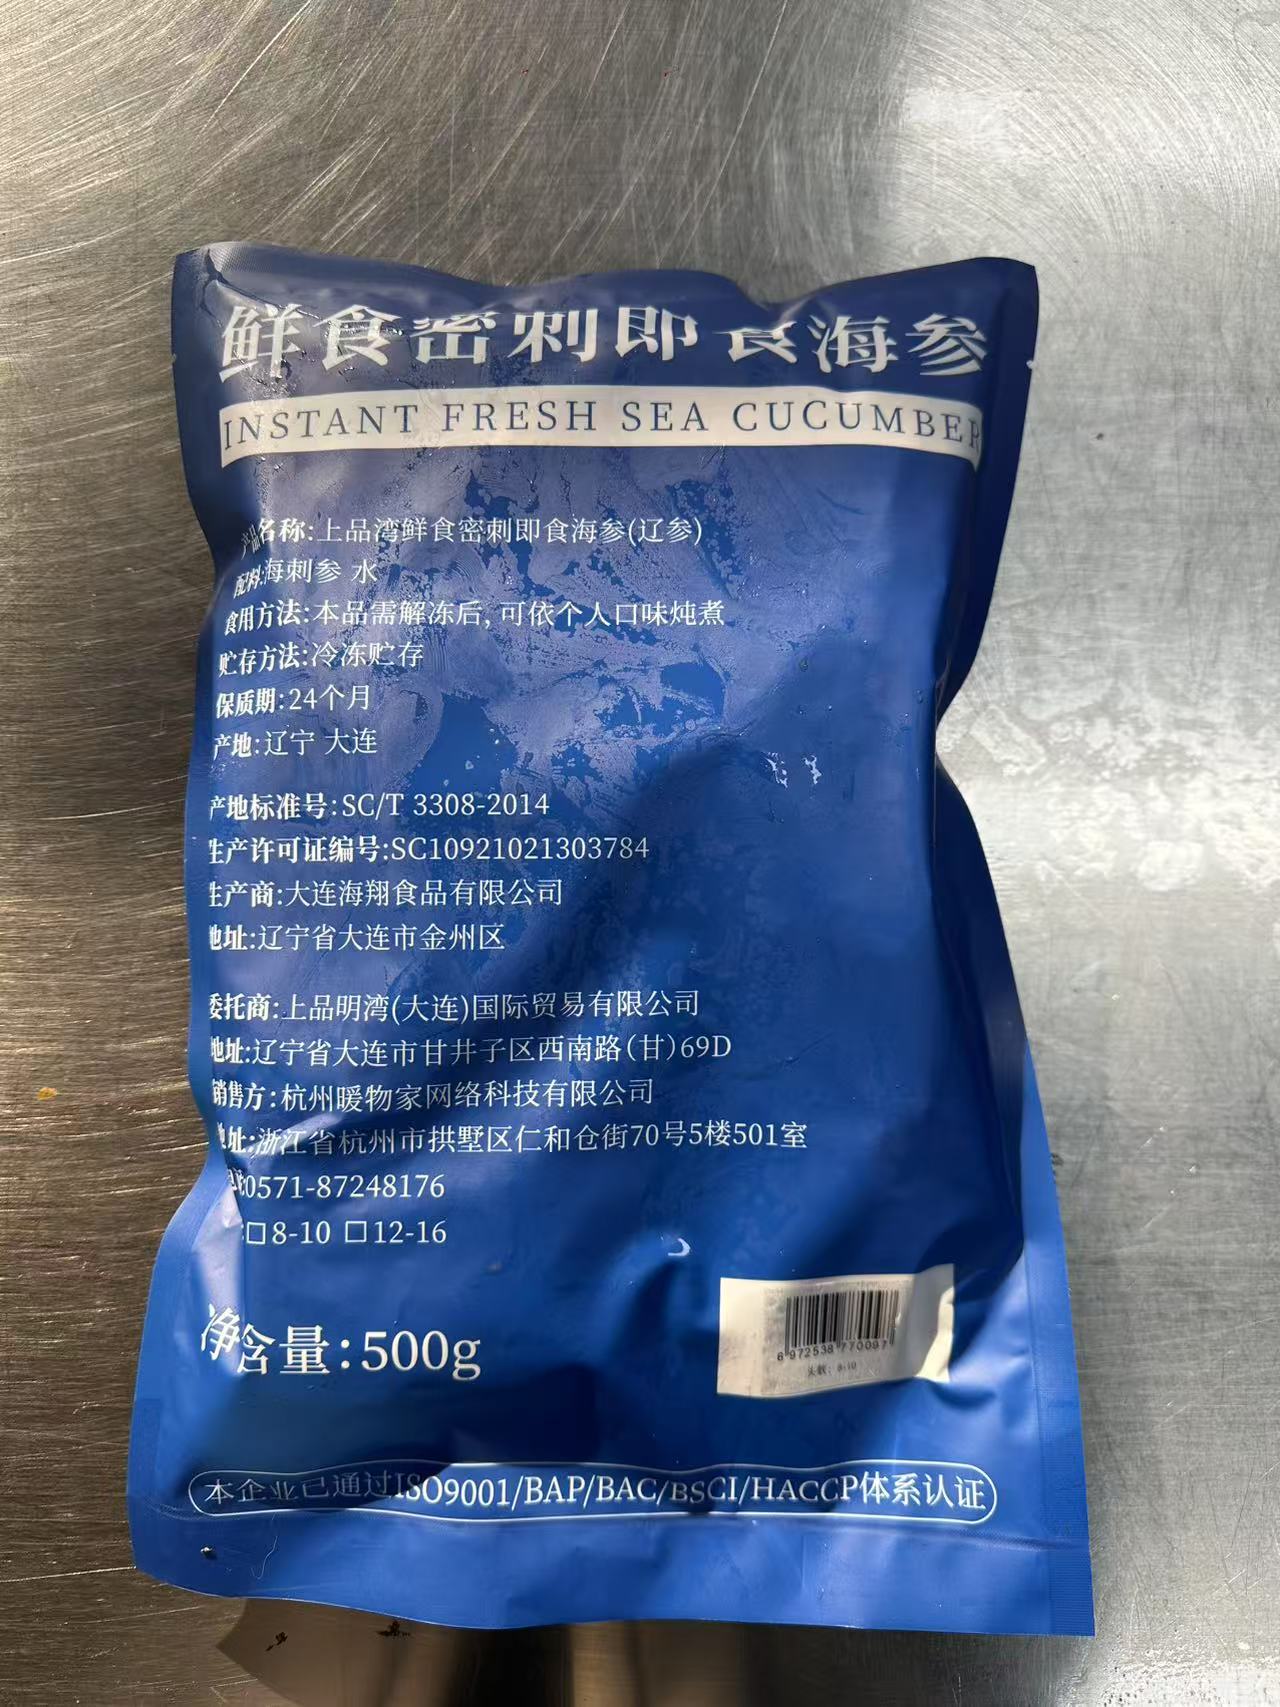 鲜食密刺即食海参
INSTANT FRESH SEA CUCUMBER
产品名称:上品湾鲜食密刺即食海参(辽参)
配料:海刺参 水
食用方法:本品需解冻后,可依个人口味炖煮
贮存方法:冷冻贮存
保质期:24个月
产地:辽宁 大连
产地标准号:SC/T 3308-2014
生产许可证编号:SC10921021303784
生产商:大连海翔食品有限公司
地址:辽宁省大连市金州区
委托商:上品明湾(大连)国际贸易有限公司
地址:辽宁省大连市甘井子区西南路(甘)69D
销售方:杭州暖物家网络科技有限公司
地址:浙江省杭州市拱墅区仁和仓街70号5楼501室
0571-87248176
□8-10 □12-16
净含量:500g
6 972538 770097
头数: 8-10
本企业已通过ISO9001/BAP/BAC/BSCI/HACCP体系认证